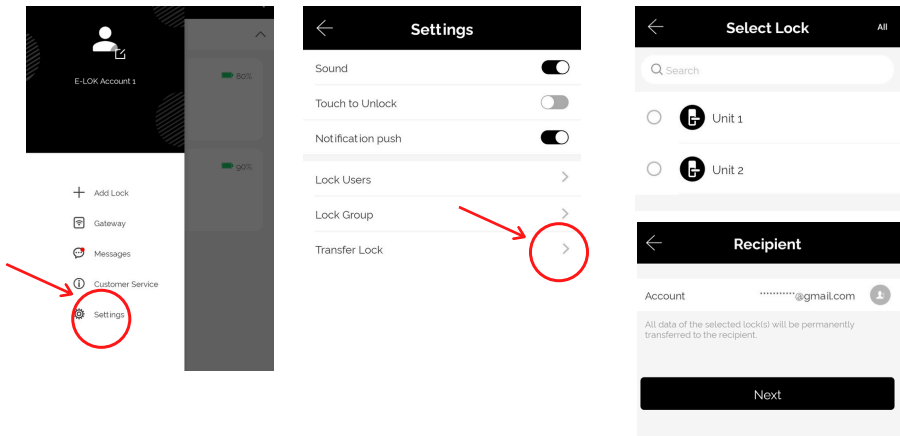 E-LOK Account 1
80%
90%
Add Lock
Gateway
Messages
Customer Service
Settings
Settings
Sound
Touch to Unlock
Notification push
Lock Users
Lock Group
Transfer Lock
Select Lock
All
Search
Unit 1
Unit 2
Recipient
Account
***********@gmail.com
All data of the selected lock(s) will be permanently
transferred to the recipient.
Next